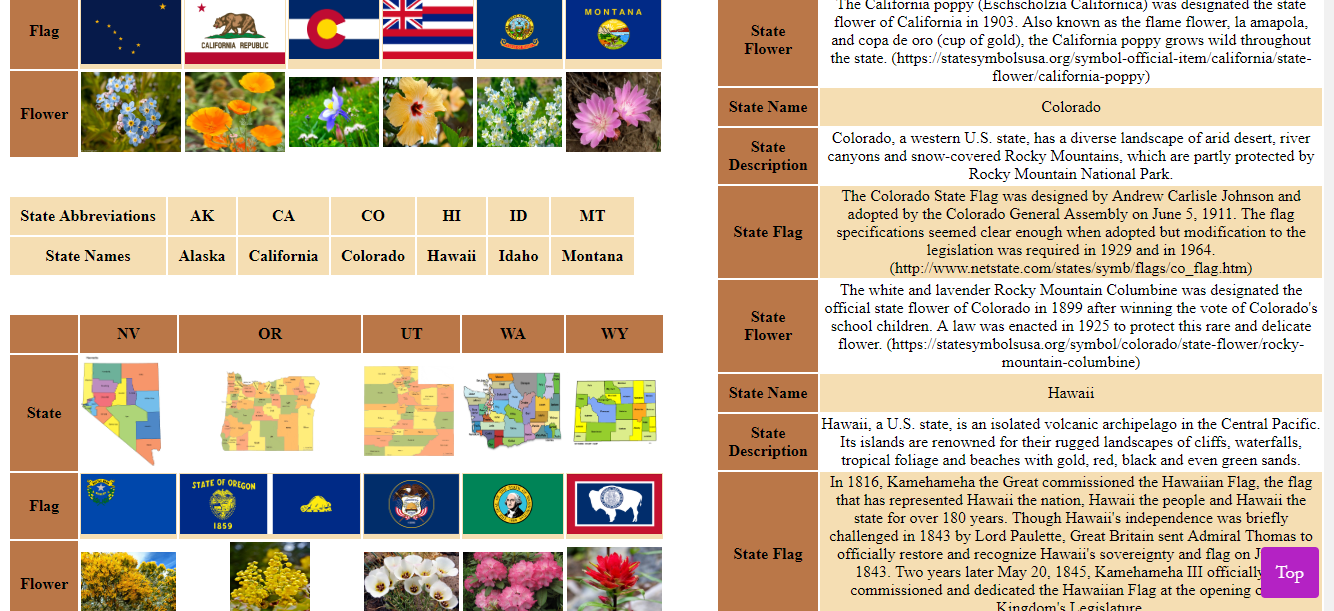 Flag
CALIFORNIA REPUBLIC
MONTANA
Flower
State Abbreviations AK CA CO HI ID MT
State Names Alaska California Colorado Hawaii Idaho Montana
NV OR UT WA WY
State
Flag
STATE OF OREGON
1859
Flower
The California poppy (Eschscholzia Californica) was designated the state
State Flower
flower of California in 1903. Also known as the flame flower, la amapola,
and copa de oro (cup of gold), the California poppy grows wild throughout
the state. (https://statesymbolsusa.org/symbol-official-item/california/state-
flower/california-poppy)
State Name Colorado
State
Description
Colorado, a western U.S. state, has a diverse landscape of arid desert, river
canyons and snow-covered Rocky Mountains, which are partly protected by
Rocky Mountain National Park.
State Flag
The Colorado State Flag was designed by Andrew Carlisle Johnson and
adopted by the Colorado General Assembly on June 5, 1911. The flag
specifications seemed clear enough when adopted but modification to the
legislation was required in 1929 and in 1964.
(http://www.netstate.com/states/symb/flags/co_flag.htm)
State
Flower
The white and lavender Rocky Mountain Columbine was designated the
official state flower of Colorado in 1899 after winning the vote of Colorado's
school children. A law was enacted in 1925 to protect this rare and delicate
flower. (https://statesymbolsusa.org/symbol/colorado/state-flower/rocky-
mountain-columbine)
State Name Hawaii
State
Description
Hawaii, a U.S. state, is an isolated volcanic archipelago in the Central Pacific.
Its islands are renowned for their rugged landscapes of cliffs, waterfalls,
tropical foliage and beaches with gold, red, black and even green sands.
State Flag
In 1816, Kamehameha the Great commissioned the Hawaiian Flag, the flag
that has represented Hawaii the nation, Hawaii the people and Hawaii the
state for over 180 years. Though Hawaii's independence was briefly
challenged in 1843 by Lord Paulette, Great Britain sent Admiral Thomas to
officially restore and recognize Hawaii's sovereignty and flag on J
1843. Two years later May 20, 1845, Kamehameha III officially
commissioned and dedicated the Hawaiian Flag at the opening o
Kingdom's Legislature
Top